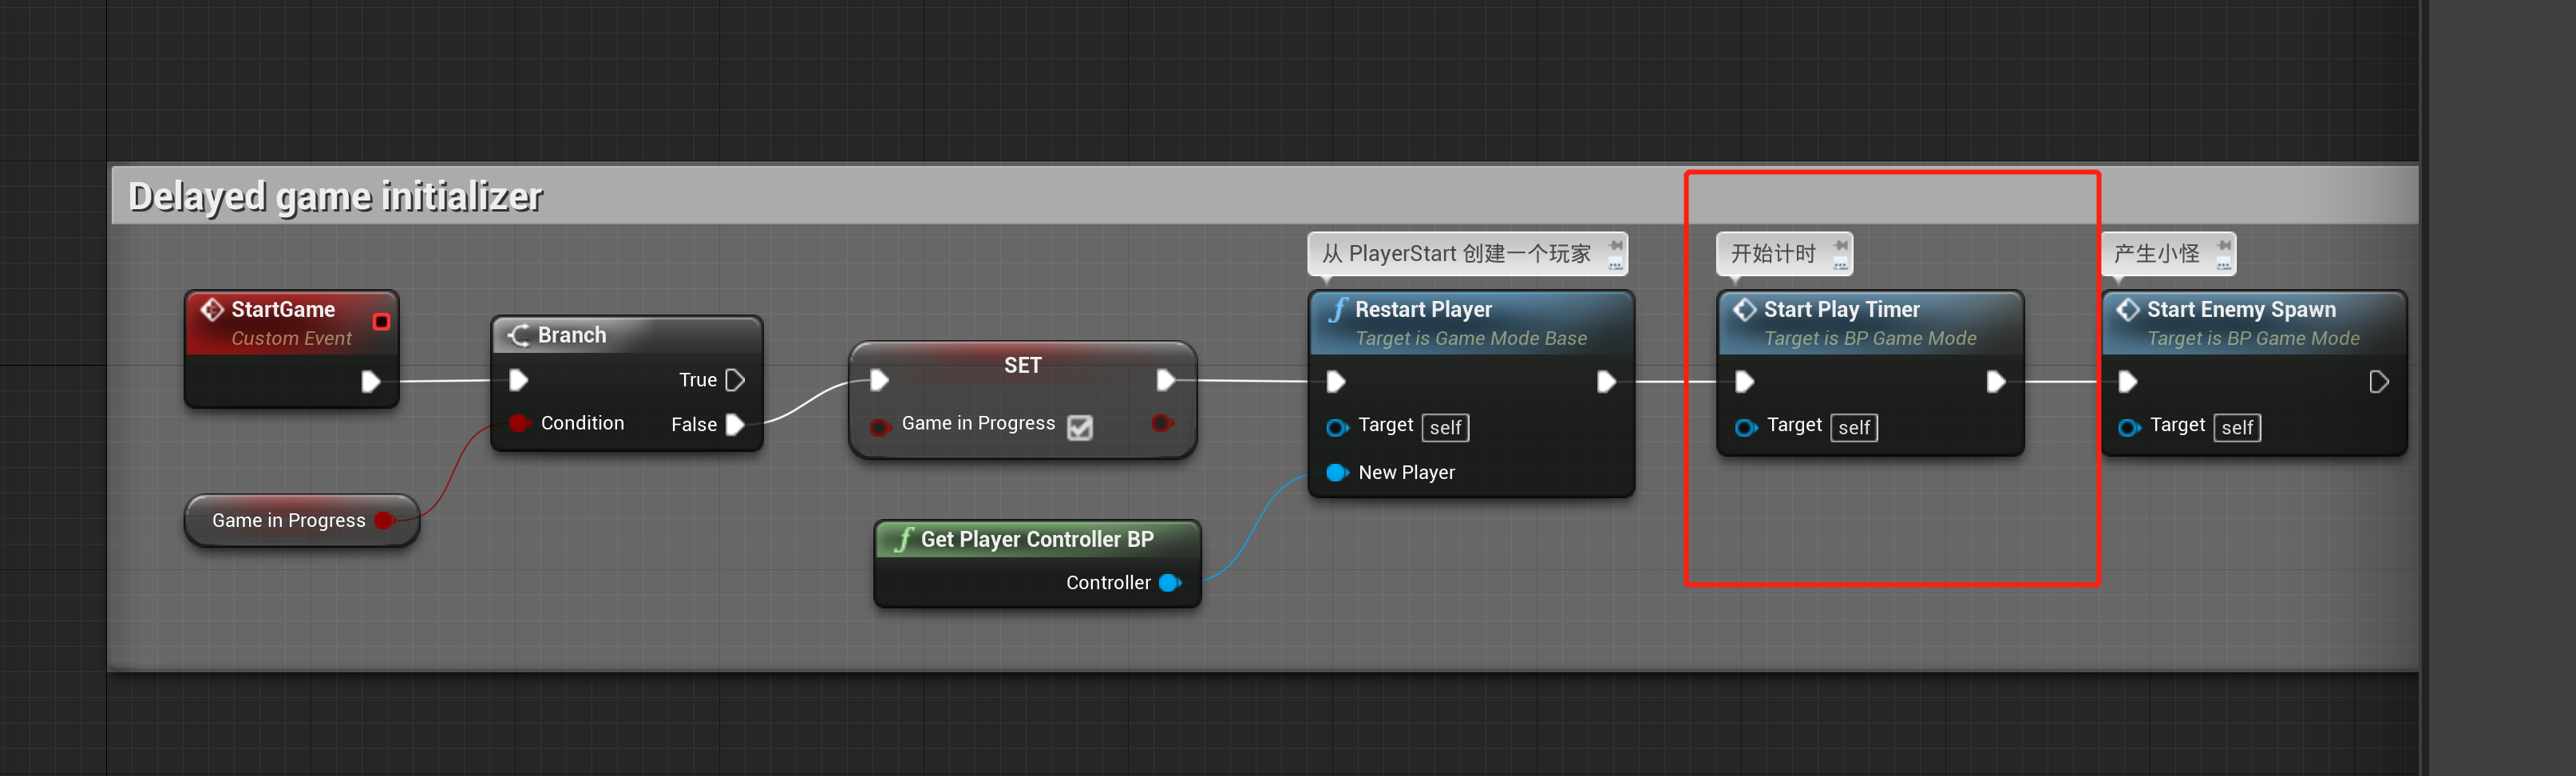 Delayed game initializer
从 PlayerStart 创建一个玩家
开始计时
产生小怪
StartGame
Custom Event
Branch
True
Condition
False
Game in Progress
SET
Game in Progress
Get Player Controller BP
Controller
Restart Player
Target is Game Mode Base
Target self
New Player
Start Play Timer
Target is BP Game Mode
Target self
Start Enemy Spawn
Target is BP Game Mode
Target self